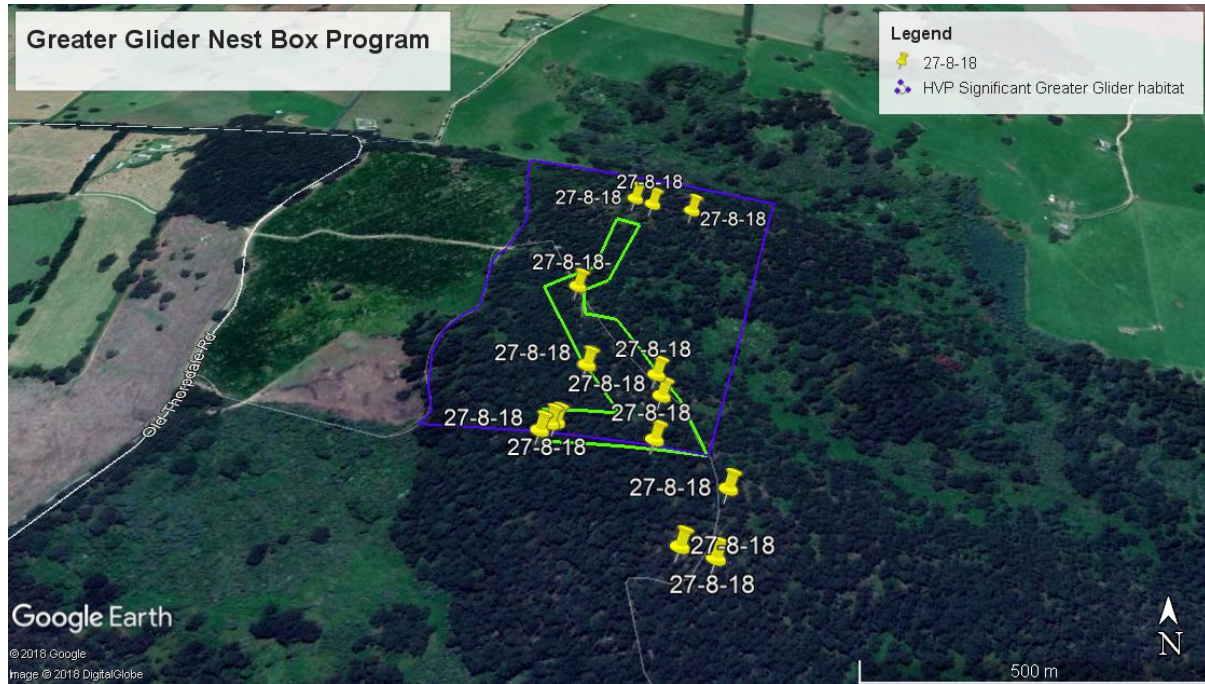 Greater Glider Nest Box Program
Legend
27-8-18
HVP Significant Greater Glider habitat
27-8-18
27-8-18
27-8-18
27-8-18-
27-8-18
27-8-18
27-8-18
27-8-18
27-8-18
27-8-18
27-8-18
27-8-18
27-8-18
Old Thorpdale Rd
Google Earth
© 2018 Google
Image © 2018 DigitalGlobe
N
500 m